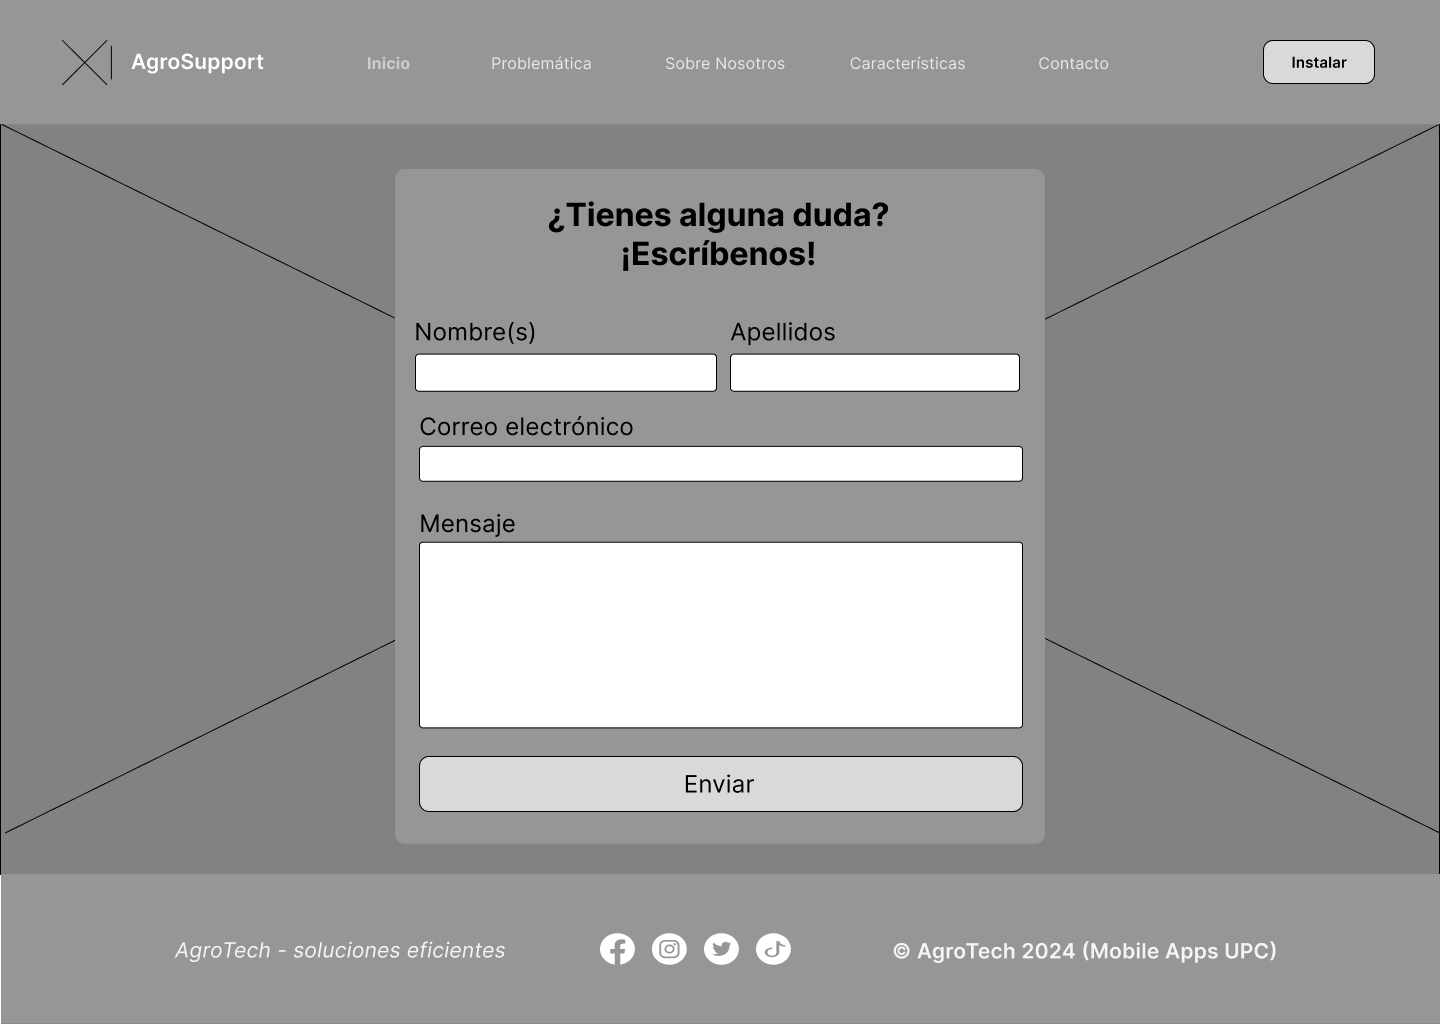 AgroSupport
Inicio
Problemática
Sobre Nosotros
Características
Contacto
Instalar
¿Tienes alguna duda?
¡Escríbenos!
Nombre(s)
Apellidos
Correo electrónico
Mensaje
Enviar
AgroTech - soluciones eficientes
© AgroTech 2024 (Mobile Apps UPC)